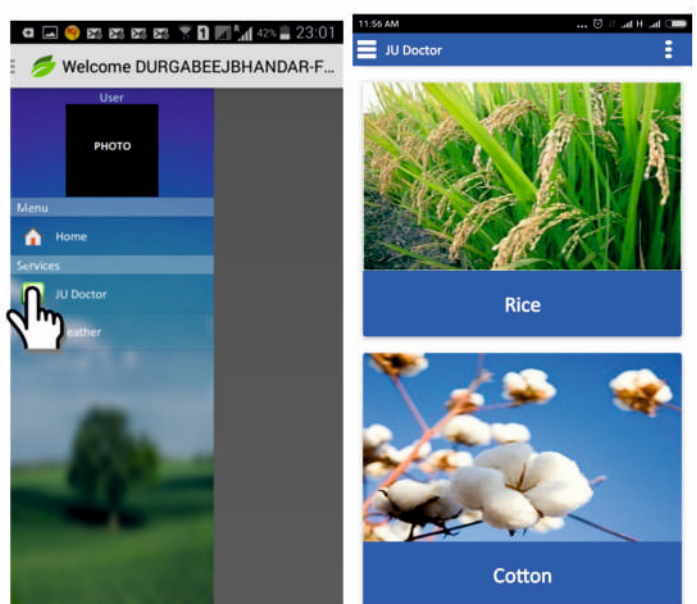 42% 23:01
Welcome DURGABEEJBHANDAR-F...
User
PHOTO
Menu
Home
Services
JU Doctor
eather
11:56 AM
... H
JU Doctor
Rice
Cotton